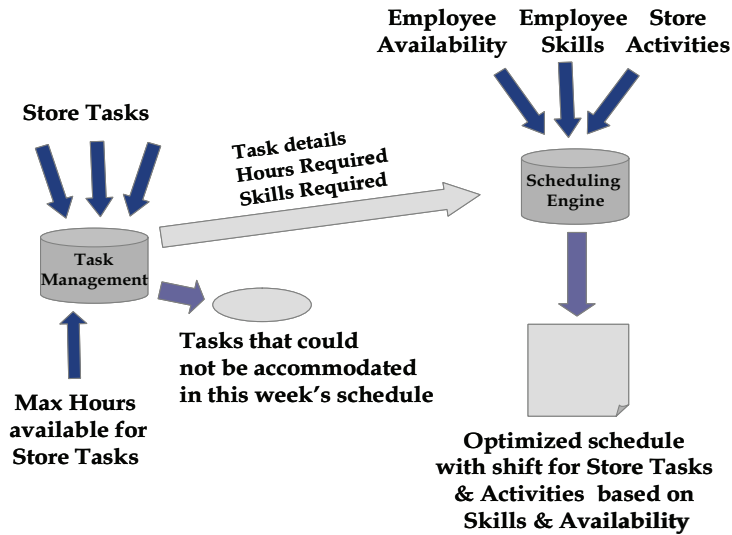 Employee Availability
Employee Skills
Store Activities
Store Tasks
Task details
Hours Required
Skills Required
Scheduling
Engine
Task
Management
Tasks that could
not be accommodated
in this week's schedule
Max Hours
available for
Store Tasks
Optimized schedule
with shift for Store Tasks
& Activities based on
Skills & Availability